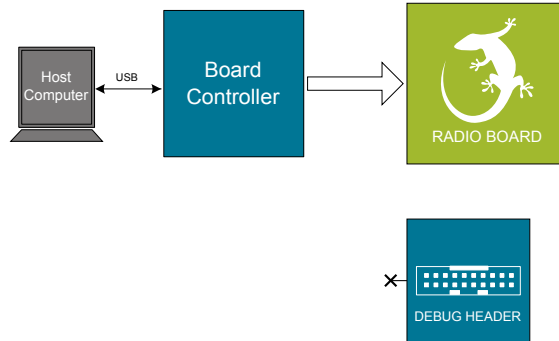 Host
Computer
USB
Board
Controller
RADIO BOARD
DEBUG HEADER